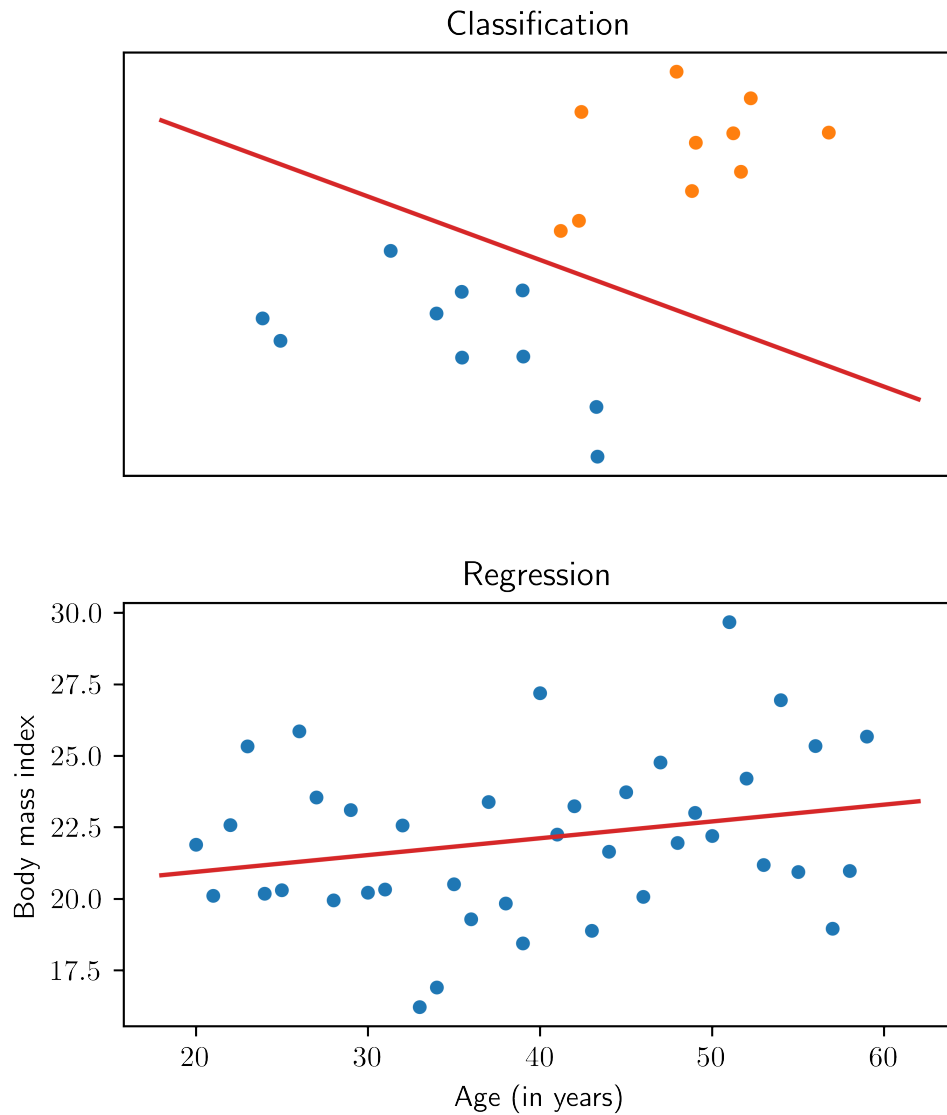 Classification
Regression
30.0
27.5
25.0
22.5
20.0
17.5
Body mass index
20 30 40 50 60
Age (in years)